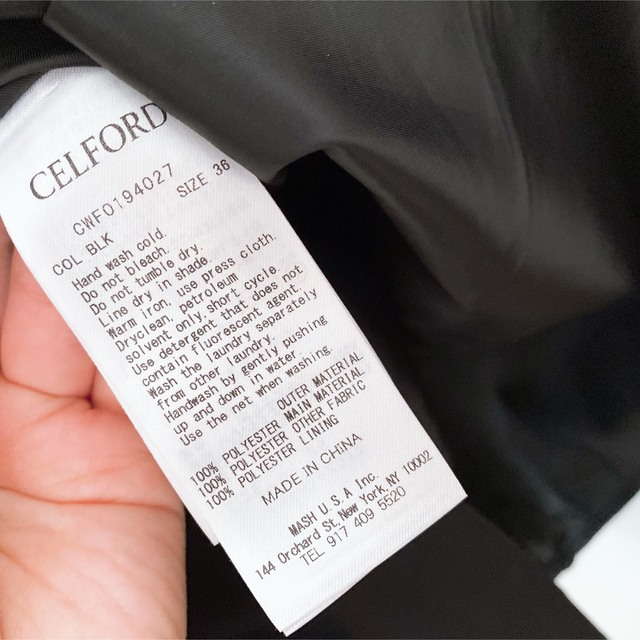 CELFORD
CWF0194027
COL BLK SIZE 36
Hand wash cold.
Do not bleach.
Do not tumble dry.
Line dry in shade.
Warm iron, use press cloth.
Dryclean, petroleum
solvent only,short cycle.
Use detergent that does not
contain fluorescent agent.
Wash the laundry separately
from other laundry.
Handwash by gently pushing
up and down in water.
Use the net when washing.
OUTER MATERIAL
100% POLYESTER MAIN MATERIAL
100% POLYESTER OTHER FABRIC
100% POLYESTER LINING
MADE IN CHINA
MASH U.S.A Inc.
144 Orchard St. New York, NY 10002
TEL 917 409 5520